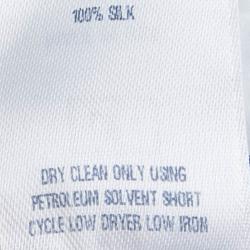 100% SILK
DRY CLEAN ONLY USING
PETROLEUM SOLVENT SHORT
CYCLE LOW DRYER LOW IRON